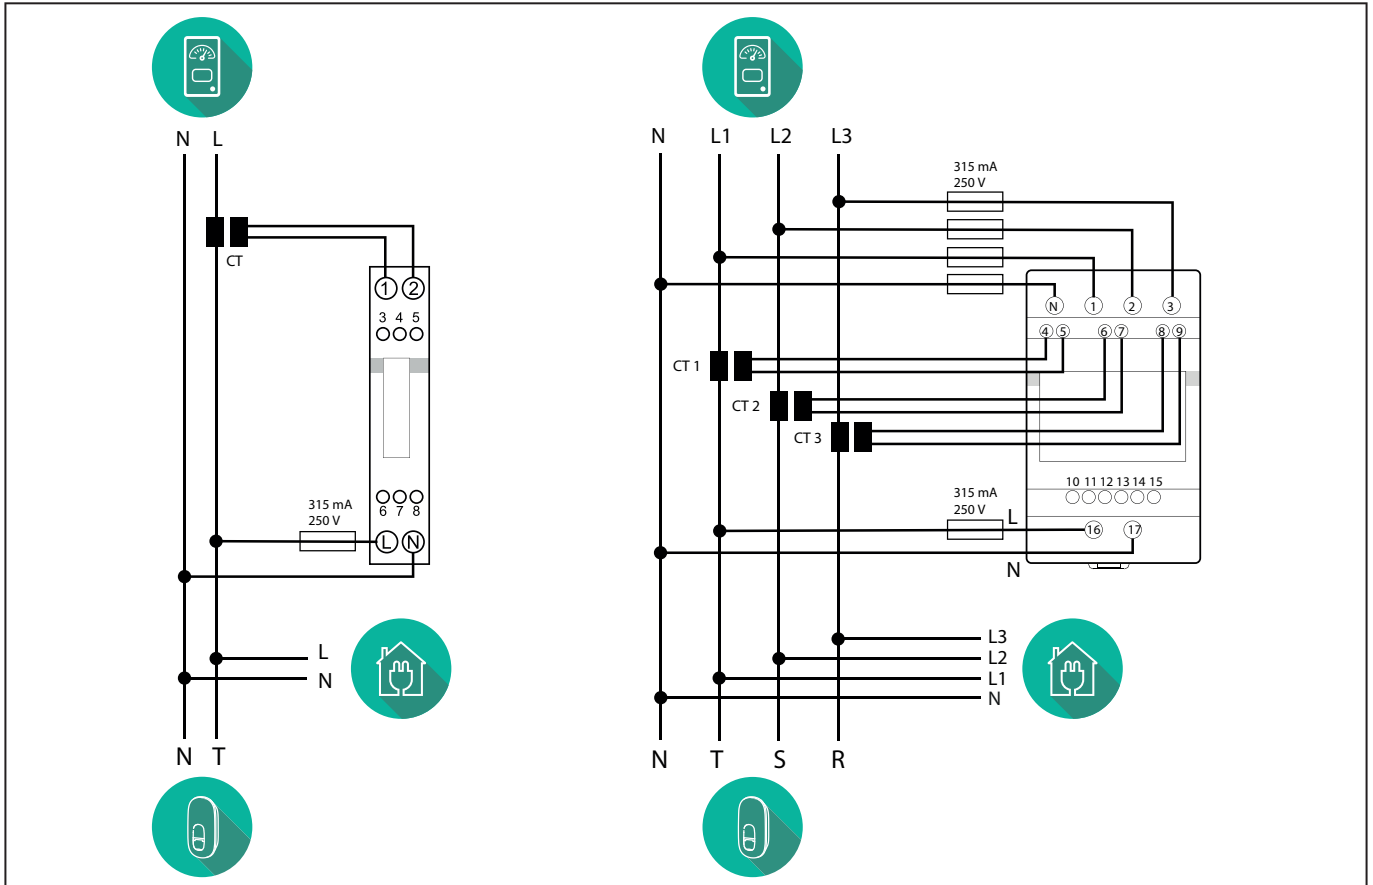 N L
CT
1 2
3 4 5
315 mA
250 V
6 7 8
L N
L
N
N T
N L1 L2 L3
315 mA
250 V
N 1 2 3
4 5 6 7 8 9
CT 1
CT 2
CT 3
10 11 12 13 14 15
315 mA
250 V
L
16 17
N
L3
L2
L1
N
N T S R